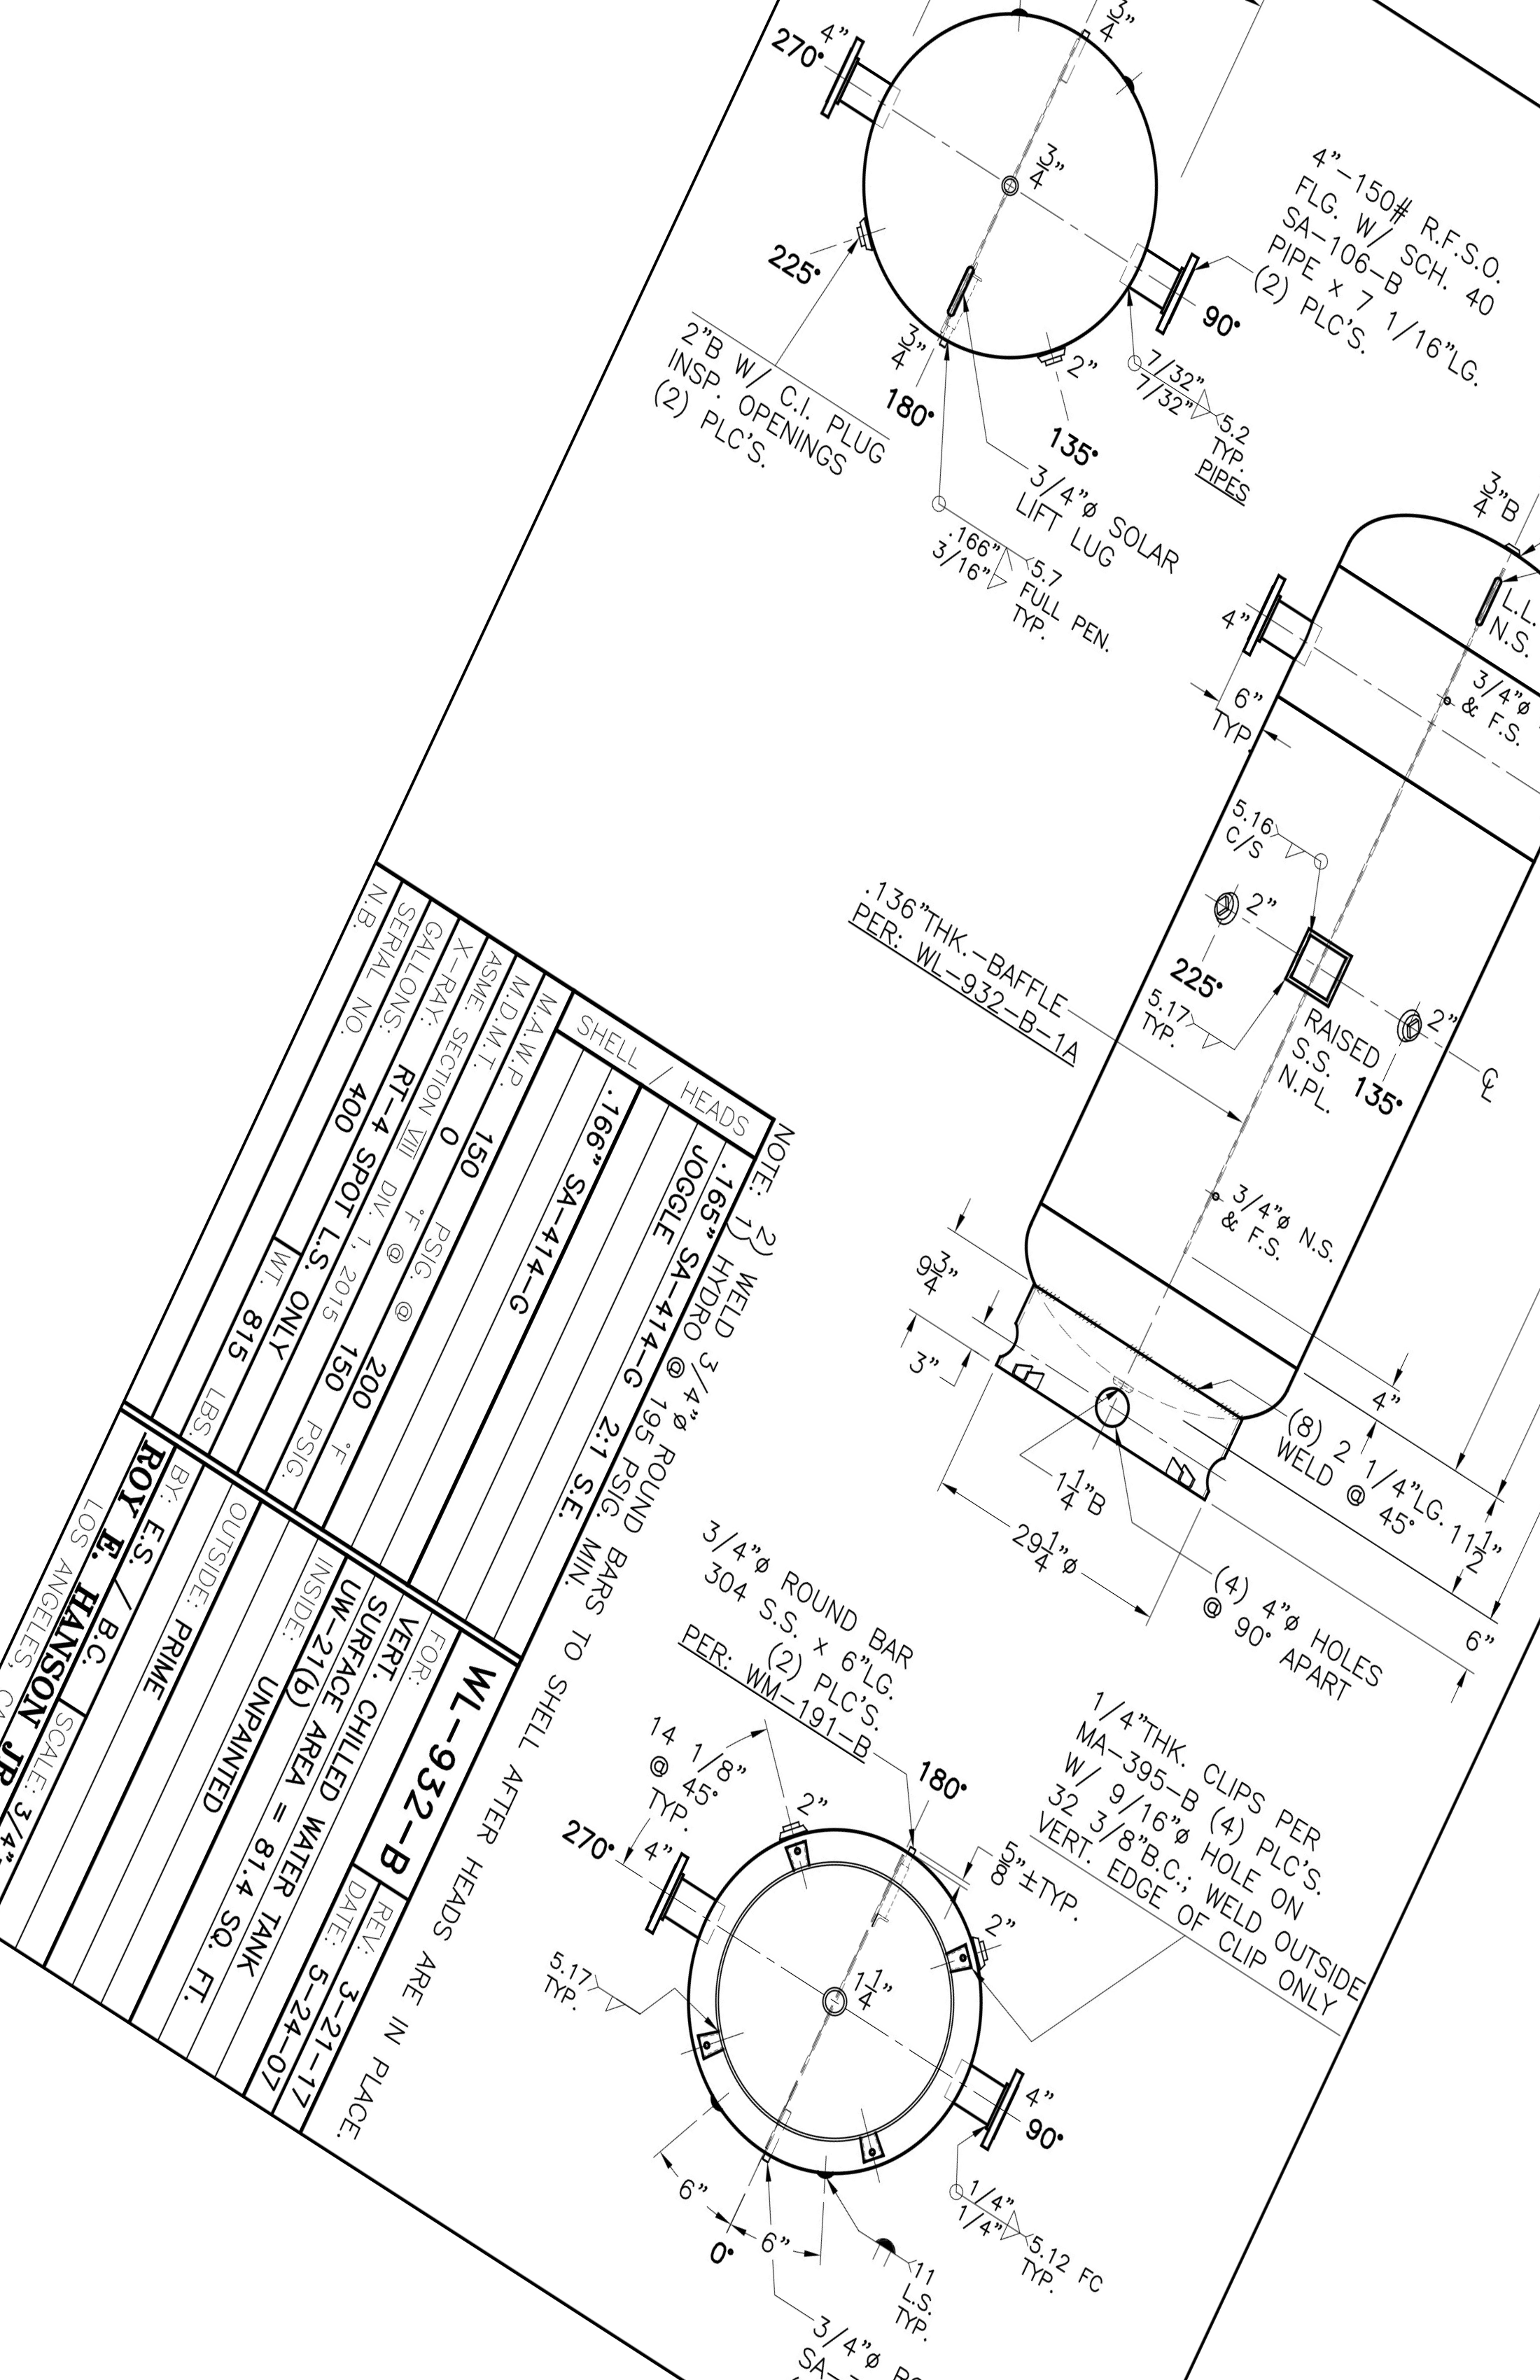 3/4"
4"
270°
3/4"
4"-150# R.F.S.O.
FLG. W/ SCH. 40
SA-106-B
PIPE x 7 1/16"LG.
(2) PLC'S.
90°
225°
2"B W/ C.I. PLUG
INSP. OPENINGS
(2) PLC'S.
3/4"
180°
2"
135°
7/32"
7/32"
5.2
TYP.
PIPES
3/4"ø SOLAR
LIFT LUG
.166"
3/16"
5.7
FULL PEN.
TYP.
3/4"B
4"
L.L.
N.S.
6"
TYP.
3/4"ø
& F.S.
5.16
C/S
2"
225°
.136"THK.-BAFFLE
PER: WL-932-B-1A
5.17
TYP.
RAISED
S.S.
N.PL.
2"
135°
℄
3/4"ø N.S.
& F.S.
9 3/4"
3"
4"
(8) 2 1/4"LG.
WELD @ 45°
11 1/2"
6"
1 1/4"B
29 1/4"ø
(4) 4"ø HOLES
@ 90° APART
3/4"ø ROUND BAR
304 S.S. x 6"LG.
(2) PLC'S.
PER: WM-191-B
1/4"THK. CLIPS PER
MA-395-B (4) PLC'S.
W/ 9/16"ø HOLE ON
32 3/8"B.C.; WELD OUTSIDE
VERT. EDGE OF CLIP ONLY
14 1/8"
@ 45°
TYP.
180°
2"
270°
4"
5/8"±TYP.
2"
1 1/4"
5.17
TYP.
4"
90°
6"
6"
0°
1/4"
1/4"
5.12 FC
TYP.
11
L.S.
TYP.
3/4"ø
NOTE: 1) HYDRO @ 195 PSIG. MIN.
2) WELD 3/4"ø ROUND BARS TO SHELL AFTER HEADS ARE IN PLACE.
SHELL / HEADS
.165" SA-414-G 2:1 S.E.
JOGGLE
.166" SA-414-G
M.A.W.P. 150 PSIG. @ 200 °F
M.D.M.T. 0 °F @ 150 PSIG.
ASME: SECTION VIII DIV. 1, 2015
X-RAY: RT-4 SPOT L.S. ONLY
GALLONS: 400 WT. 815 LBS.
SERIAL NO.
N.B.
WL-932-B
REV: 3-21-17
DATE: 5-24-07
FOR:
VERT. CHILLED WATER TANK
SURFACE AREA = 81.4 SQ. FT.
UW-21(b)
INSIDE: UNPAINTED
OUTSIDE: PRIME
BY: E.S. / B.C.
SCALE: 3/4"
ROY E. HANSON JR.
LOS ANGELES,